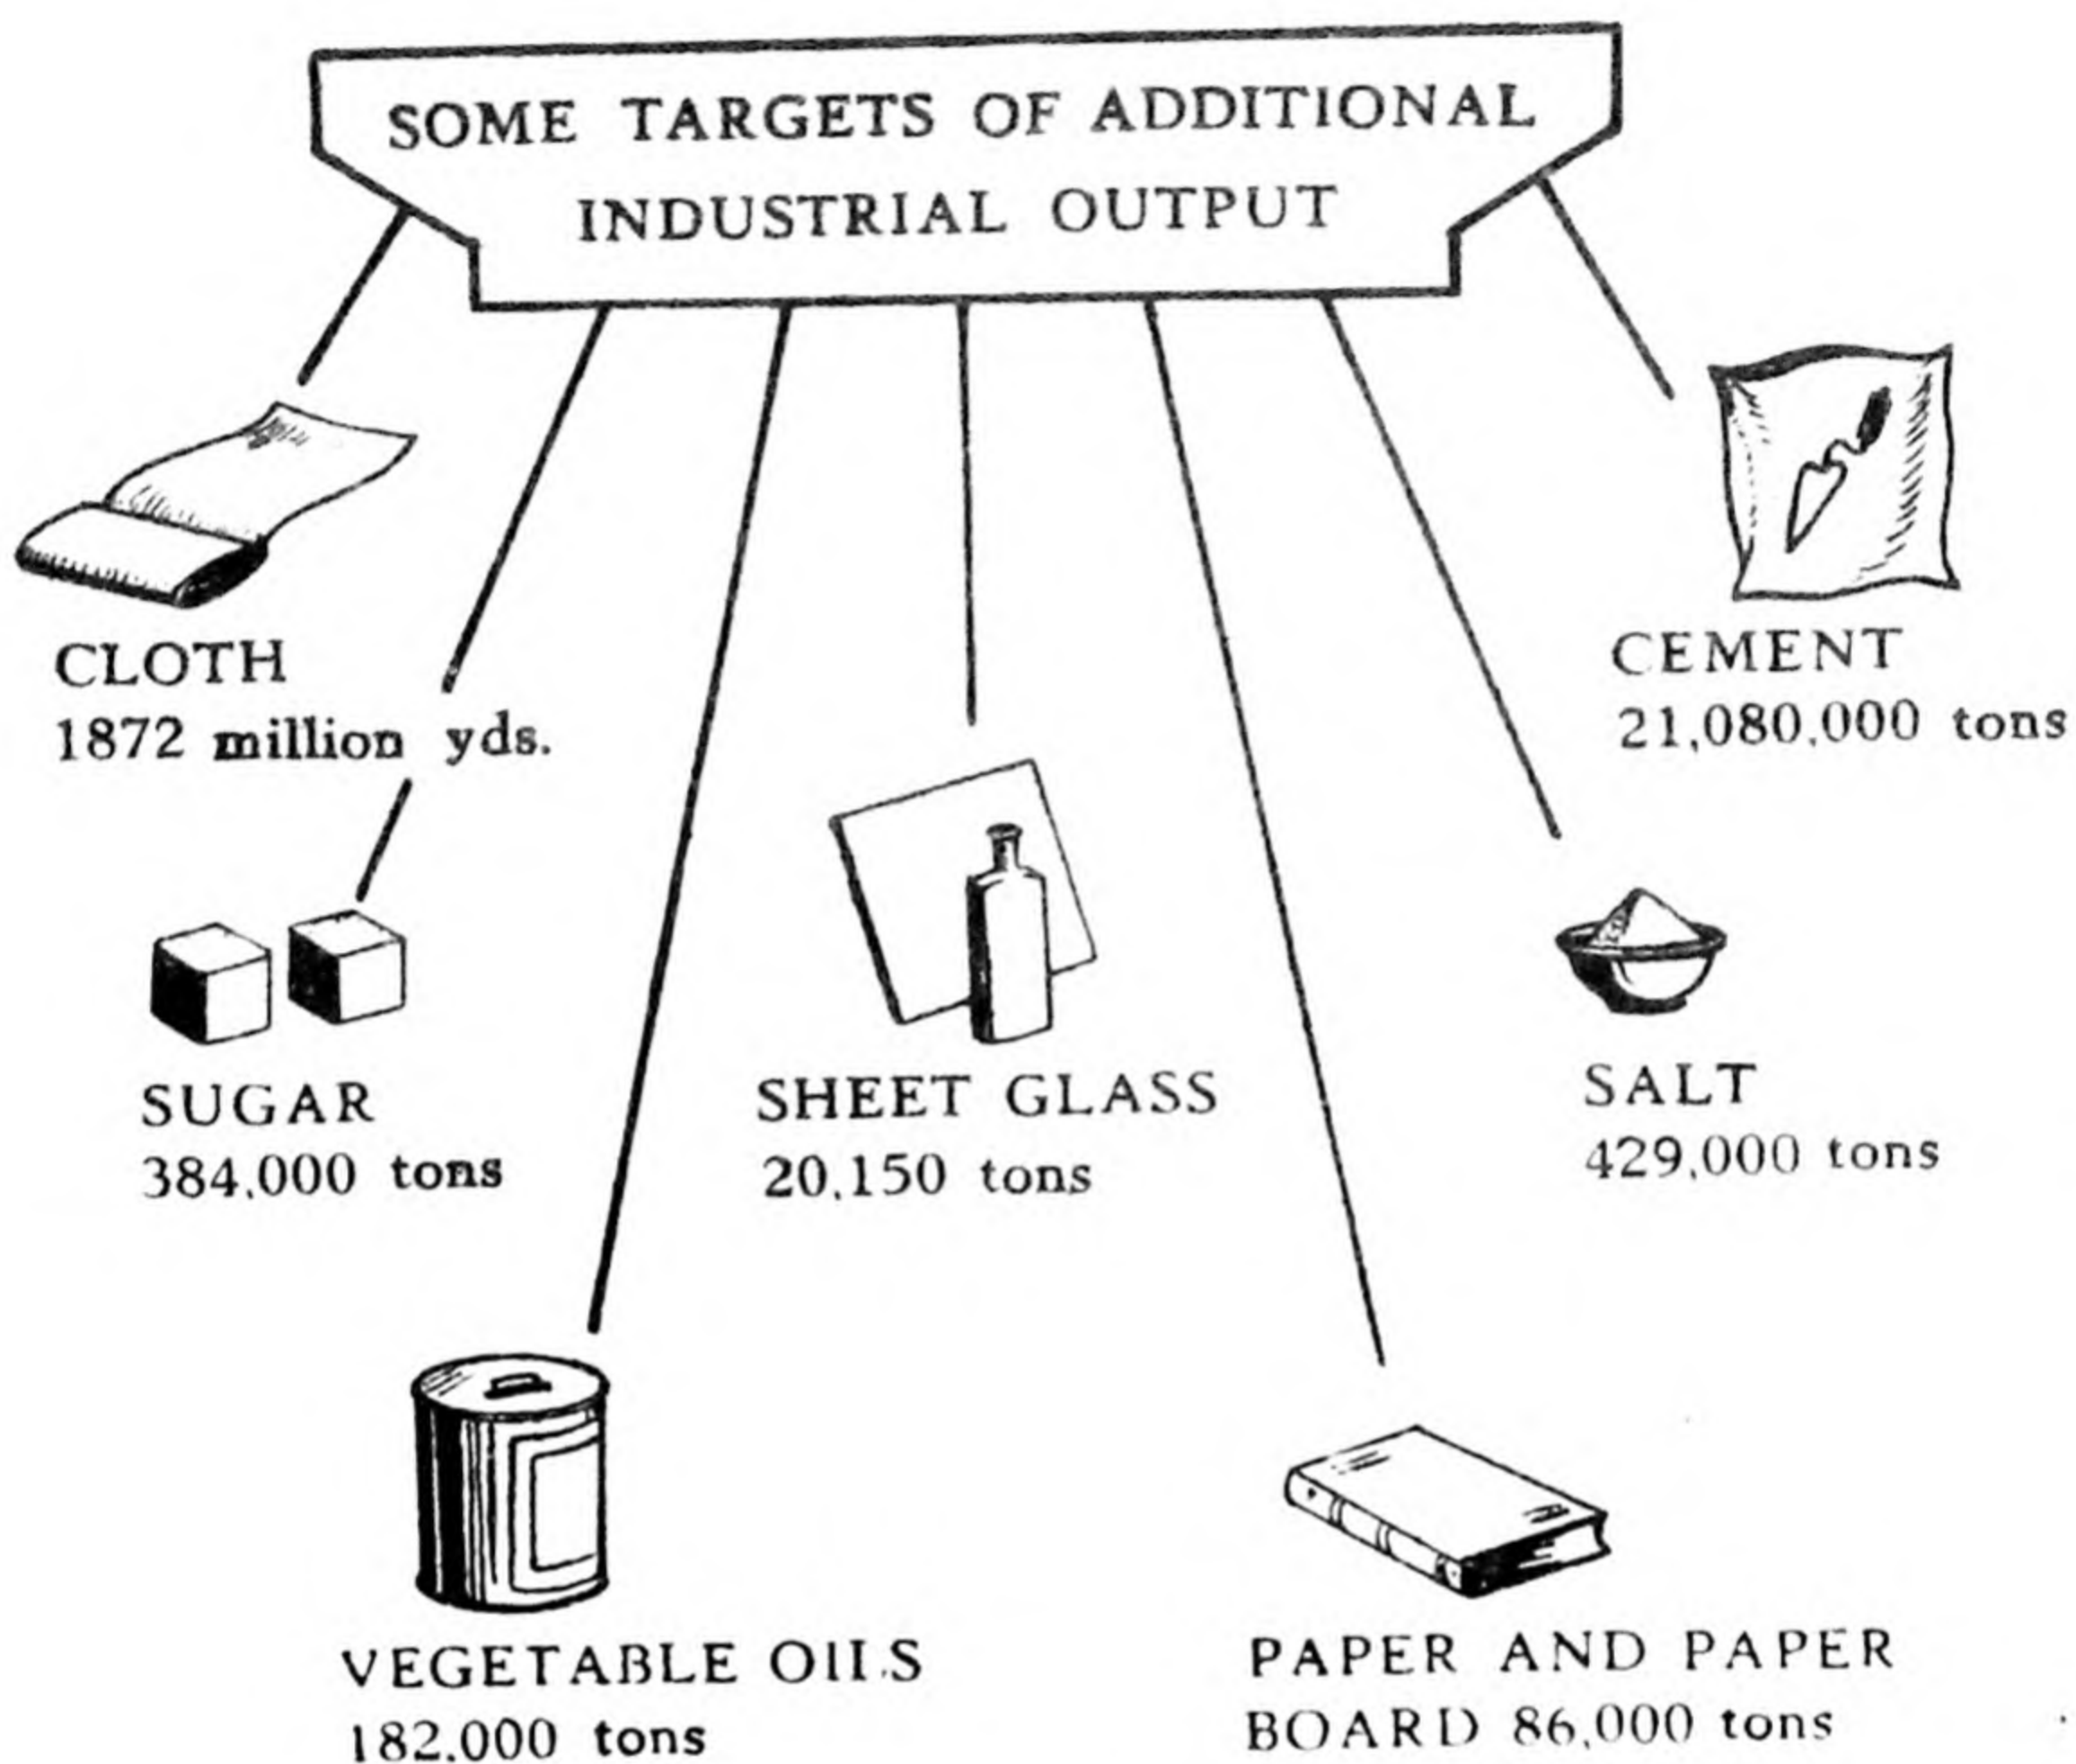 SOME TARGETS OF ADDITIONAL
INDUSTRIAL OUTPUT
CLOTH
1872 million yds.
CEMENT
21,080,000 tons
SUGAR
384,000 tons
SHEET GLASS
20,150 tons
SALT
429,000 tons
VEGETABLE OILS
182,000 tons
PAPER AND PAPER
BOARD 86,000 tons